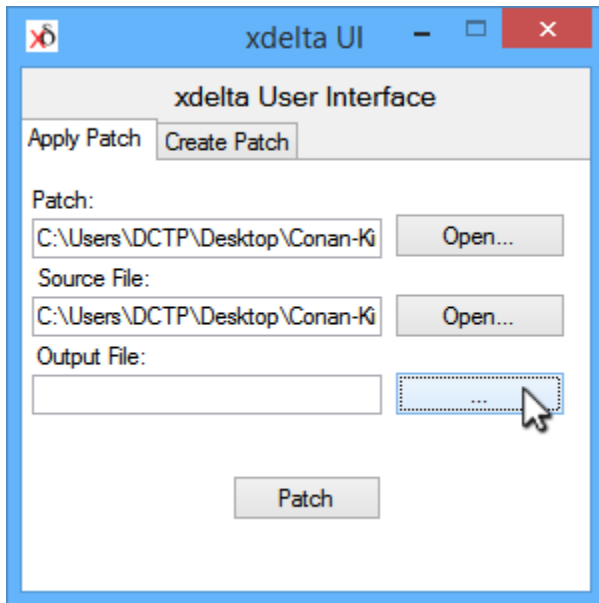 xδ
xdelta UI
xdelta User Interface
Apply Patch
Create Patch
Patch:
C:\Users\DCTP\Desktop\Conan-Ki
Open...
Source File:
C:\Users\DCTP\Desktop\Conan-Ki
Open...
Output File:
...
Patch